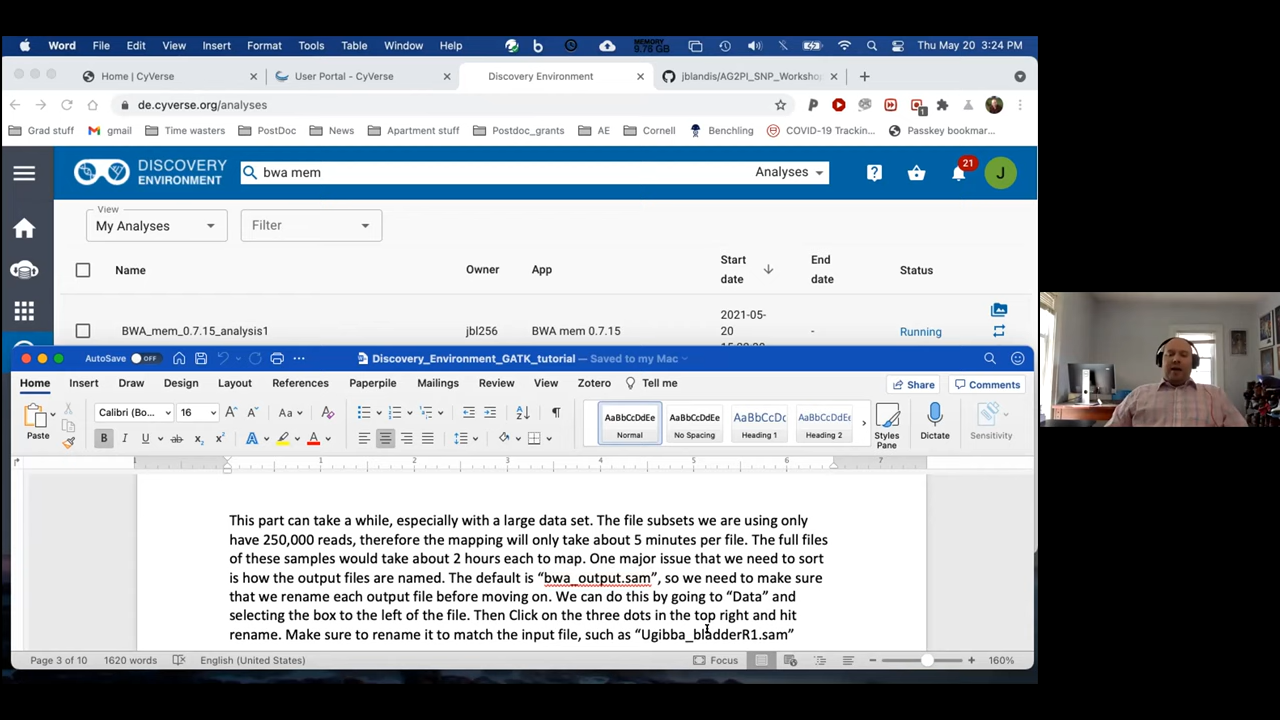 Word File Edit View Insert Format Tools Table Window Help MEMORY 9.78 GB Thu May 20 3:24 PM
Home | CyVerse User Portal - CyVerse Discovery Environment jblandis/AG2PI_SNP_Workshop
de.cyverse.org/analyses
Grad stuff gmail Time wasters PostDoc News Apartment stuff Postdoc_grants AE Cornell Benchling COVID-19 Trackin... Passkey bookmar...
DISCOVERY ENVIRONMENT bwa mem Analyses 21 J
View
My Analyses Filter
Name Owner App Start date End date Status
BWA_mem_0.7.15_analysis1 jbl256 BWA mem 0.7.15 2021-05-20 - Running
AutoSave OFF Discovery_Environment_GATK_tutorial — Saved to my Mac
Home Insert Draw Design Layout References Paperpile Mailings Review View Zotero Tell me Share Comments
Paste Calibri (Bo... 16 AaBbCcDdEe Normal AaBbCcDdEe No Spacing AaBbCcDc Heading 1 AaBbCcDdEe Heading 2 Styles Pane Dictate Sensitivity
1 1 2 3 4 5 6 7
This part can take a while, especially with a large data set. The file subsets we are using only
have 250,000 reads, therefore the mapping will only take about 5 minutes per file. The full files
of these samples would take about 2 hours each to map. One major issue that we need to sort
is how the output files are named. The default is “bwa_output.sam”, so we need to make sure
that we rename each output file before moving on. We can do this by going to “Data” and
selecting the box to the left of the file. Then Click on the three dots in the top right and hit
rename. Make sure to rename it to match the input file, such as “Ugibba_bladderR1.sam”
Page 3 of 10 1620 words English (United States) Focus 160%